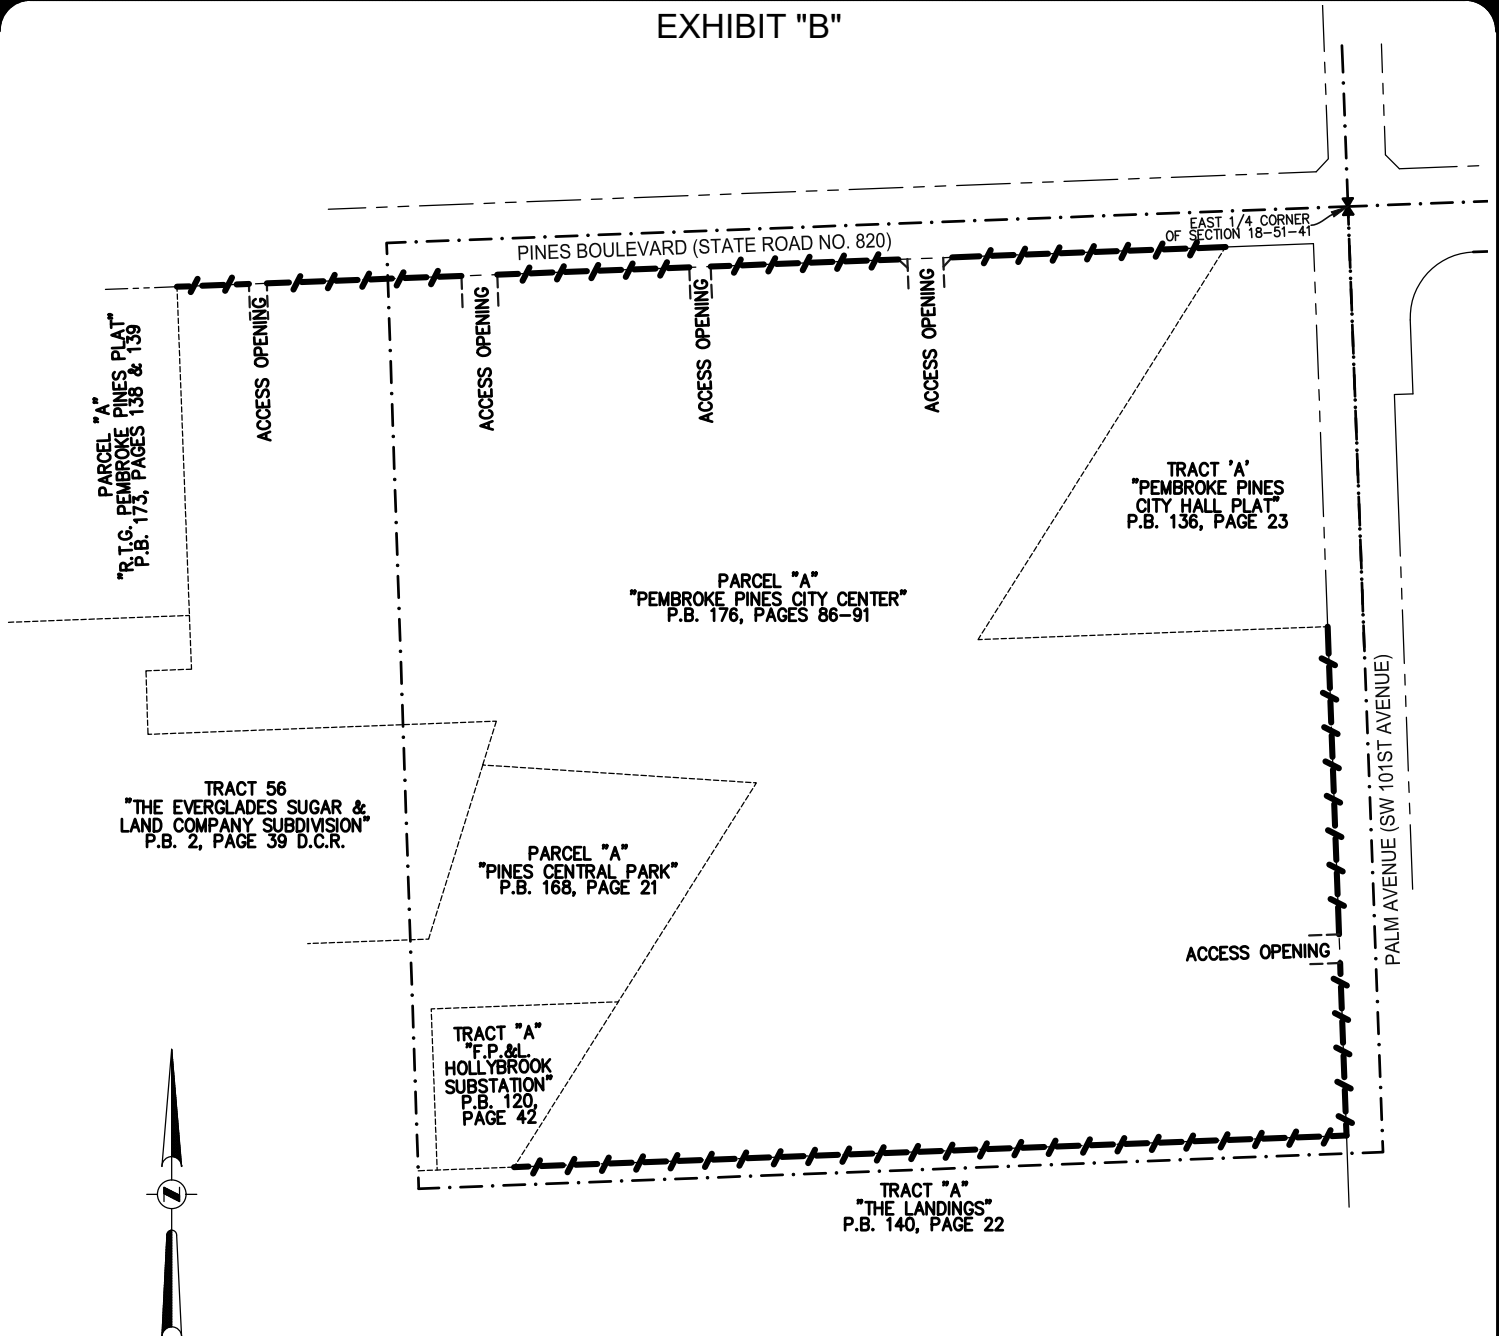 EXHIBIT "B"
EAST 1/4 CORNER
OF SECTION 18-51-41
PINES BOULEVARD (STATE ROAD NO. 820)
PARCEL "A"
"R.T.G. PEMBROKE PINES PLAT"
P.B. 173, PAGES 138 & 139
ACCESS OPENING
ACCESS OPENING
ACCESS OPENING
ACCESS OPENING
TRACT 'A'
"PEMBROKE PINES
CITY HALL PLAT"
P.B. 136, PAGE 23
PARCEL "A"
"PEMBROKE PINES CITY CENTER"
P.B. 176, PAGES 86-91
PALM AVENUE (SW 101ST AVENUE)
TRACT 56
"THE EVERGLADES SUGAR &
LAND COMPANY SUBDIVISION"
P.B. 2, PAGE 39 D.C.R.
PARCEL "A"
"PINES CENTRAL PARK"
P.B. 168, PAGE 21
ACCESS OPENING
TRACT "A"
"F.P.&L.
HOLLYBROOK
SUBSTATION"
P.B. 120,
PAGE 42
TRACT "A"
"THE LANDINGS"
P.B. 140, PAGE 22
N